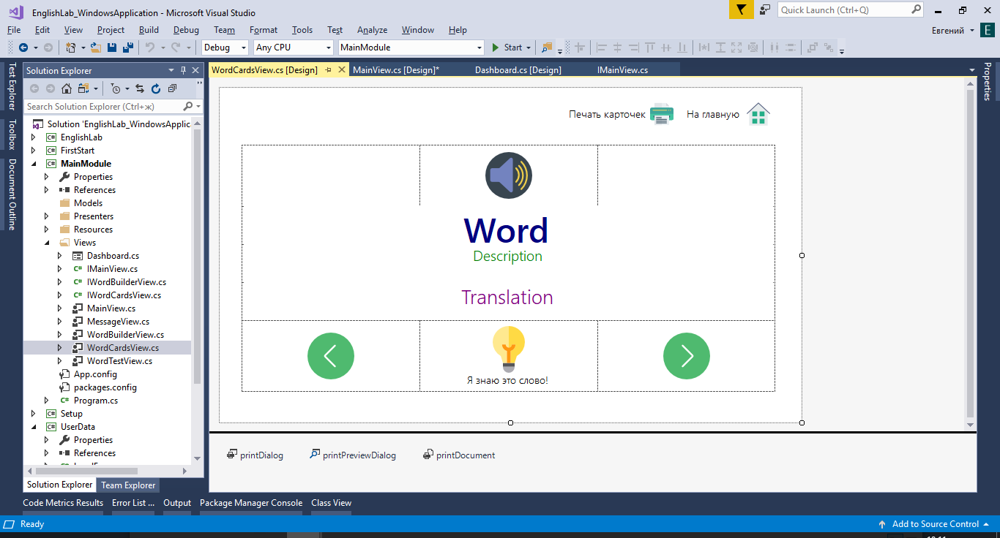 EnglishLab_WindowsApplication - Microsoft Visual Studio
Quick Launch (Ctrl+Q)
File Edit View Project Build Debug Team Format Tools Test Analyze Window Help
Евгений E
Debug Any CPU MainModule Start
Test Explorer
Toolbox
Document Outline
Solution Explorer
Search Solution Explorer (Ctrl+ж)
Solution 'EnglishLab_WindowsApplic
EnglishLab
FirstStart
MainModule
Properties
References
Models
Presenters
Resources
Views
Dashboard.cs
IMainView.cs
IWordBuilderView.cs
IWordCardsView.cs
MainView.cs
MessageView.cs
WordBuilderView.cs
WordCardsView.cs
WordTestView.cs
App.config
packages.config
Program.cs
Setup
UserData
Properties
References
Solution Explorer Team Explorer
WordCardsView.cs [Design] MainView.cs [Design]* Dashboard.cs [Design] IMainView.cs
Properties
Печать карточек На главную
Word
Description
Translation
Я знаю это слово!
printDialog printPreviewDialog printDocument
Code Metrics Results Error List ... Output Package Manager Console Class View
Ready Add to Source Control